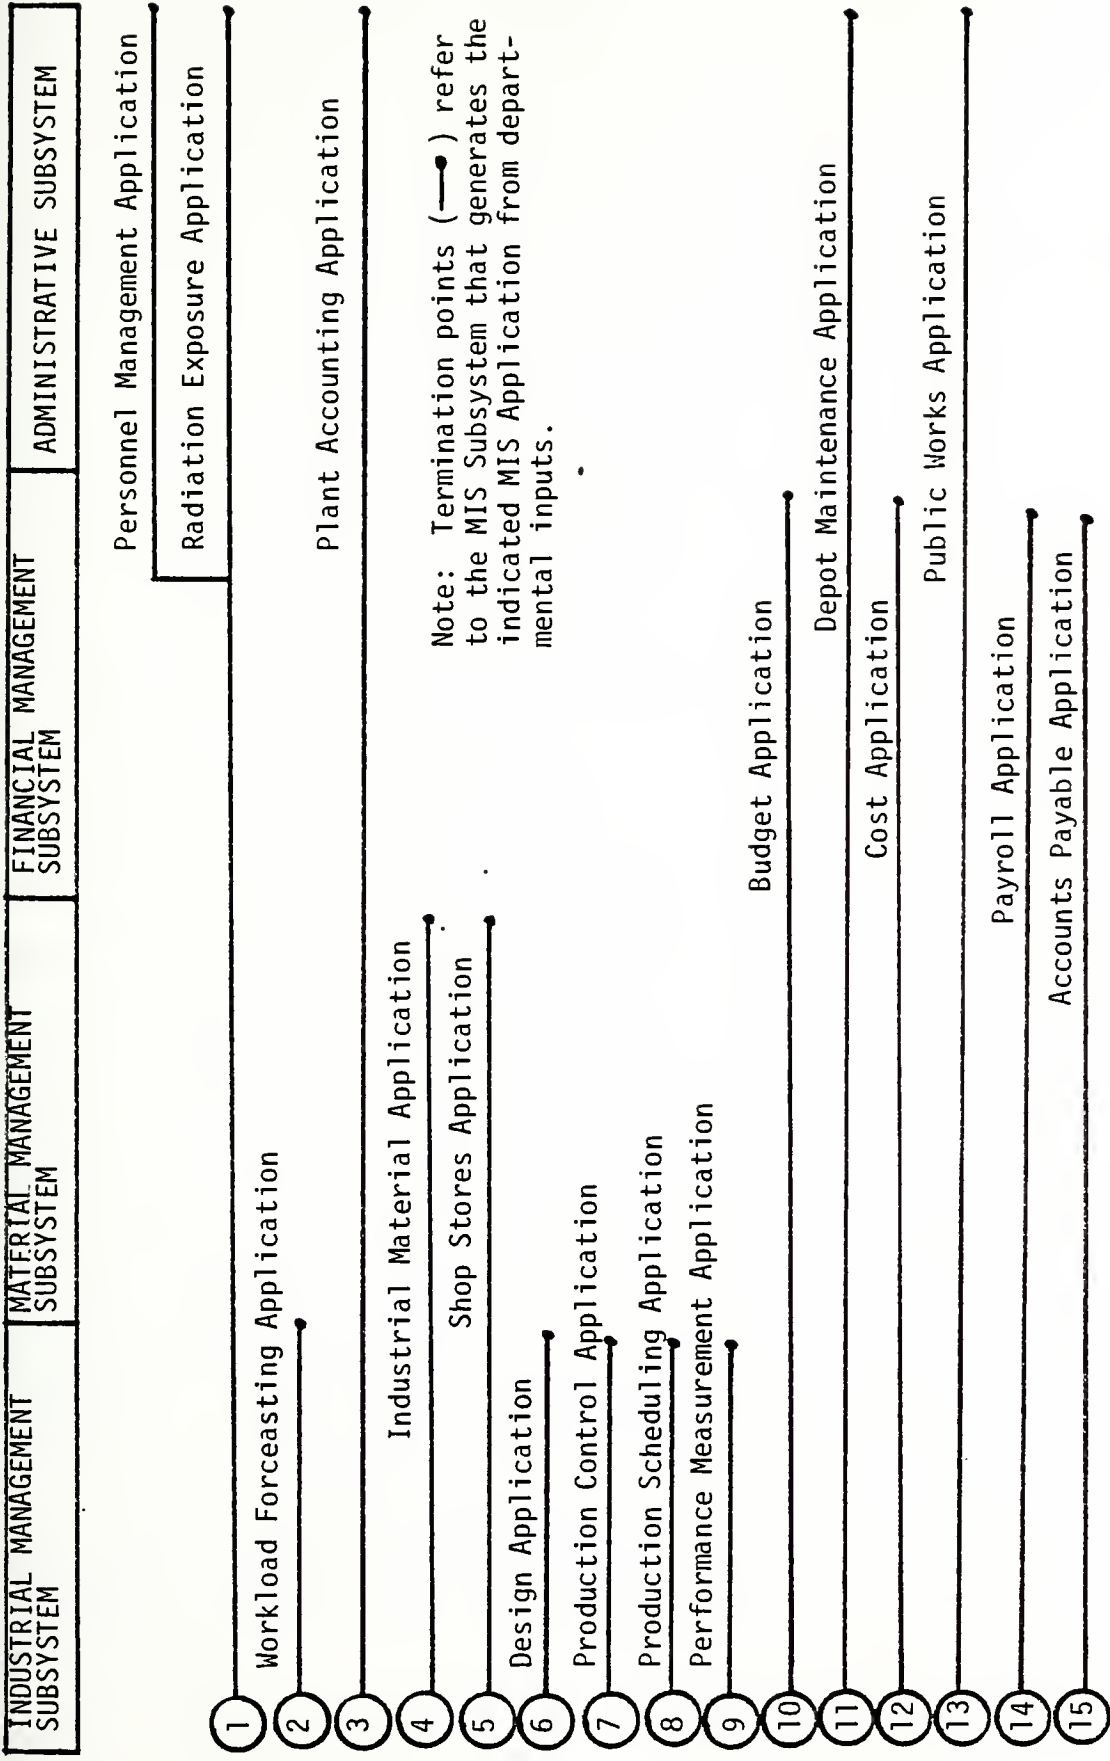 INDUSTRIAL MANAGEMENT
SUBSYSTEM
MATERIAL MANAGEMENT
SUBSYSTEM
FINANCIAL MANAGEMENT
SUBSYSTEM
ADMINISTRATIVE SUBSYSTEM
Personnel Management Application
Radiation Exposure Application
1
Workload Forceasting Application
2
Plant Accounting Application
3
Industrial Material Application
4
Note: Termination points ( ) refer
to the MIS Subsystem that generates the
indicated MIS Application from depart-
mental inputs.
Shop Stores Application
5
Design Application
6
Production Control Application
7
Production Scheduling Application
8
Performance Measurement Application
9
Budget Application
10
Depot Maintenance Application
11
Cost Application
12
Public Works Application
13
Payroll Application
14
Accounts Payable Application
15